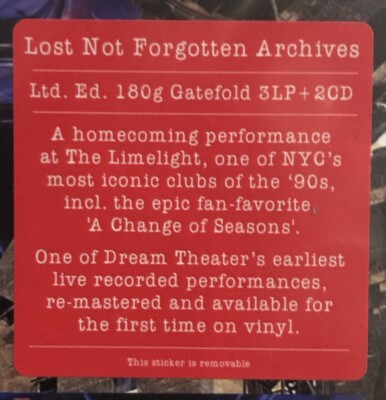 Lost Not Forgotten Archives
Ltd. Ed. 180g Gatefold 3LP+2CD
A homecoming performance
at The Limelight, one of NYC's
most iconic clubs of the '90s,
incl. the epic fan-favorite,
'A Change of Seasons'.
One of Dream Theater's earliest
live recorded performances,
re-mastered and available for
the first time on vinyl.
This sticker is removable